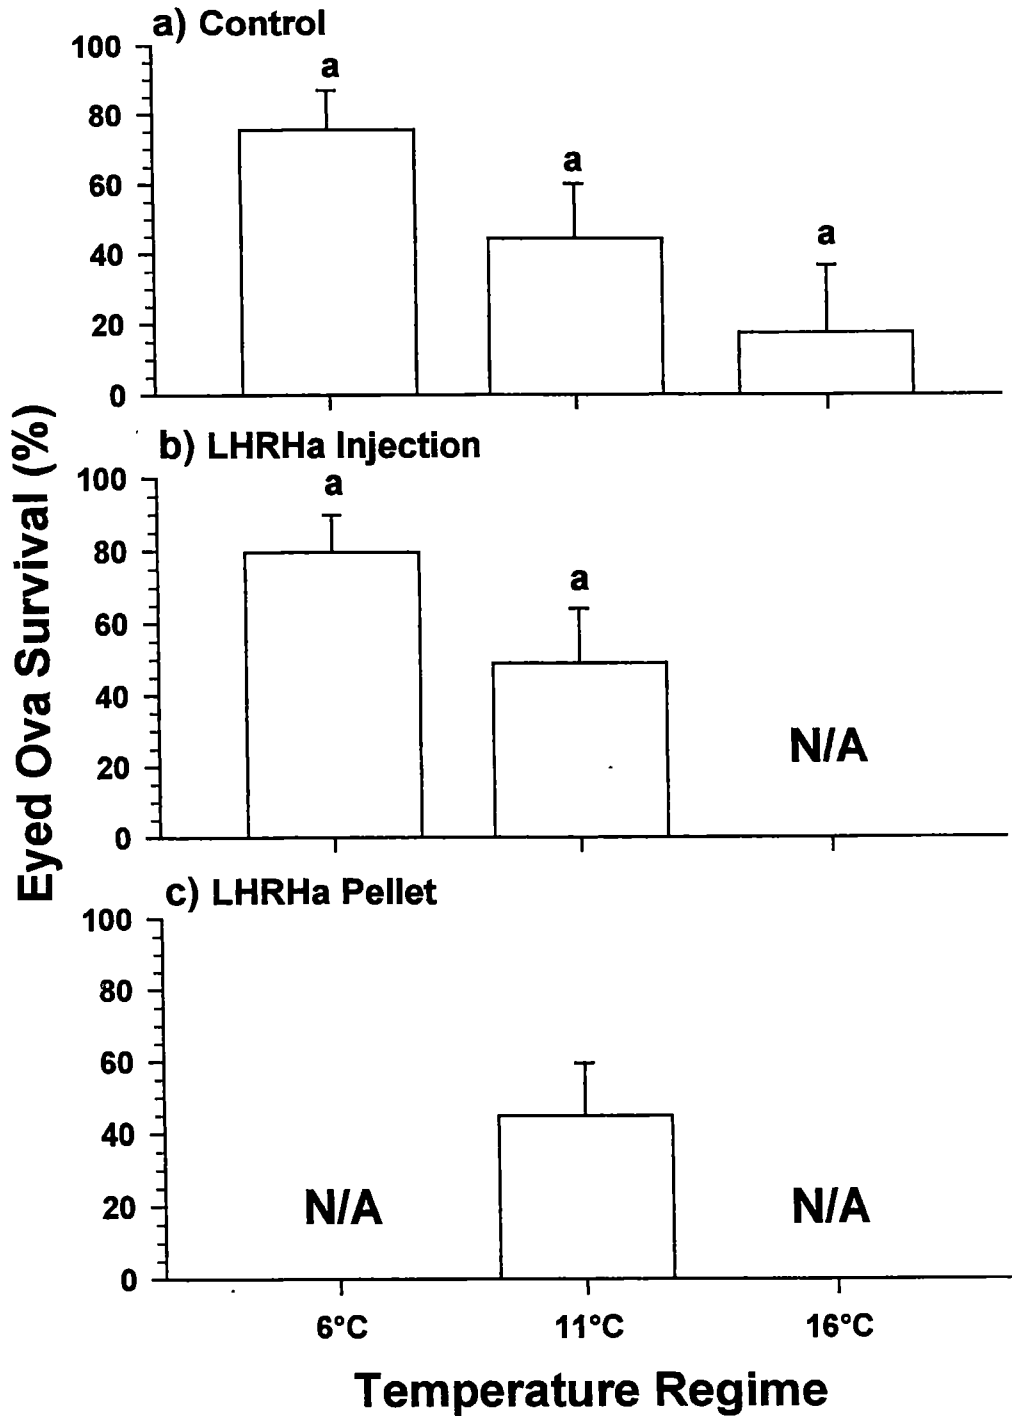 a) Control
100
80
60
40
20
0
a
a
a
b) LHRHa Injection
100
80
60
40
20
0
a
a
N/A
c) LHRHa Pellet
100
80
60
40
20
0
N/A
N/A
6°C
11°C
16°C
Eyed Ova Survival (%)
Temperature Regime